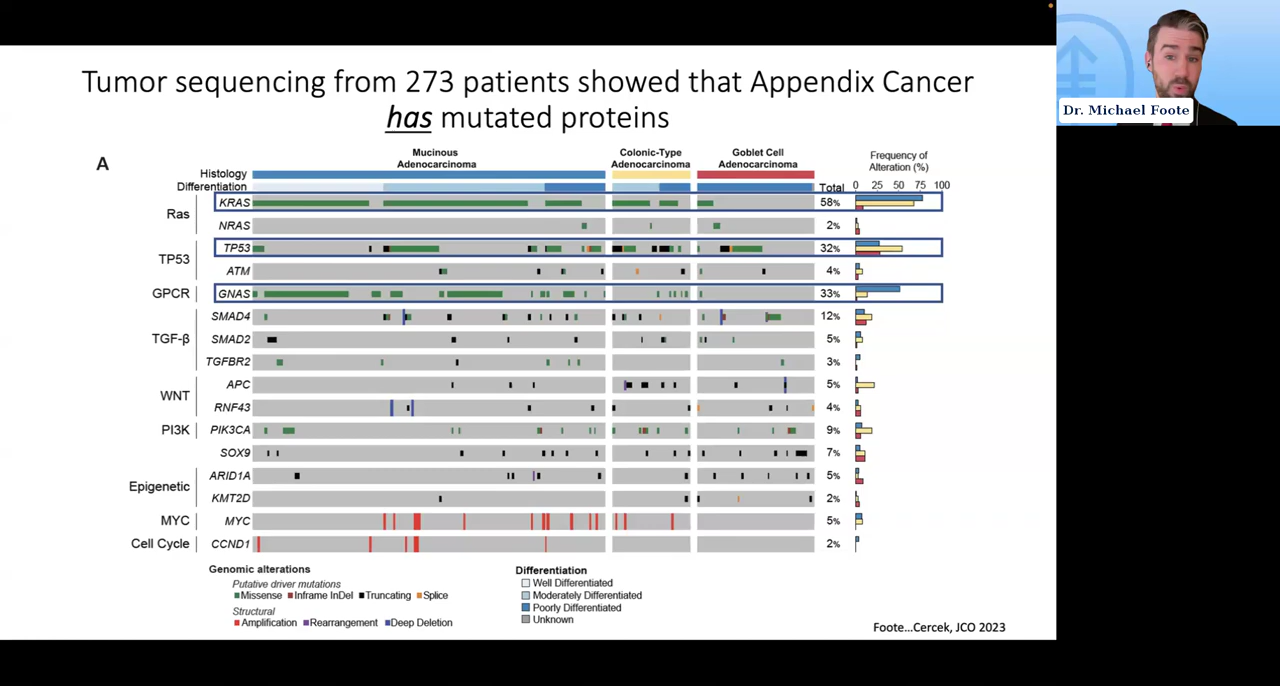 Dr. Michael Foote
Tumor sequencing from 273 patients showed that Appendix Cancer
has mutated proteins
A
Mucinous
Adenocarcinoma
Colonic-Type
Adenocarcinoma
Goblet Cell
Adenocarcinoma
Frequency of
Alteration (%)
Histology
Differentiation
Total
0 25 50 75 100
Ras
KRAS 58%
NRAS 2%
TP53
TP53 32%
ATM 4%
GPCR
GNAS 33%
TGF-β
SMAD4 12%
SMAD2 5%
TGFBR2 3%
WNT
APC 5%
RNF43 4%
PI3K
PIK3CA 9%
SOX9 7%
Epigenetic
ARID1A 5%
KMT2D 2%
MYC
MYC 5%
Cell Cycle
CCND1 2%
Genomic alterations
Putative driver mutations
Missense Inframe InDel Truncating Splice
Structural
Amplification Rearrangement Deep Deletion
Differentiation
Well Differentiated
Moderately Differentiated
Poorly Differentiated
Unknown
Foote...Cercek, JCO 2023